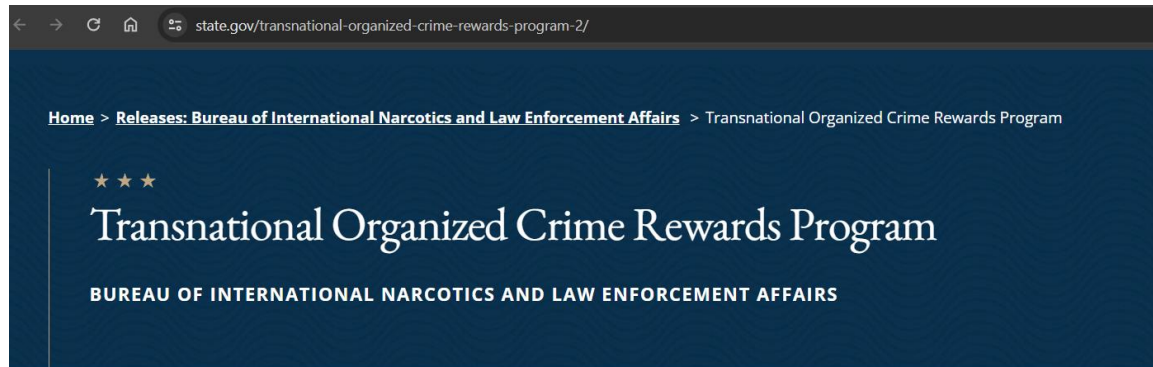 state.gov/transnational-organized-crime-rewards-program-2/
Home > Releases: Bureau of International Narcotics and Law Enforcement Affairs > Transnational Organized Crime Rewards Program
Transnational Organized Crime Rewards Program
BUREAU OF INTERNATIONAL NARCOTICS AND LAW ENFORCEMENT AFFAIRS